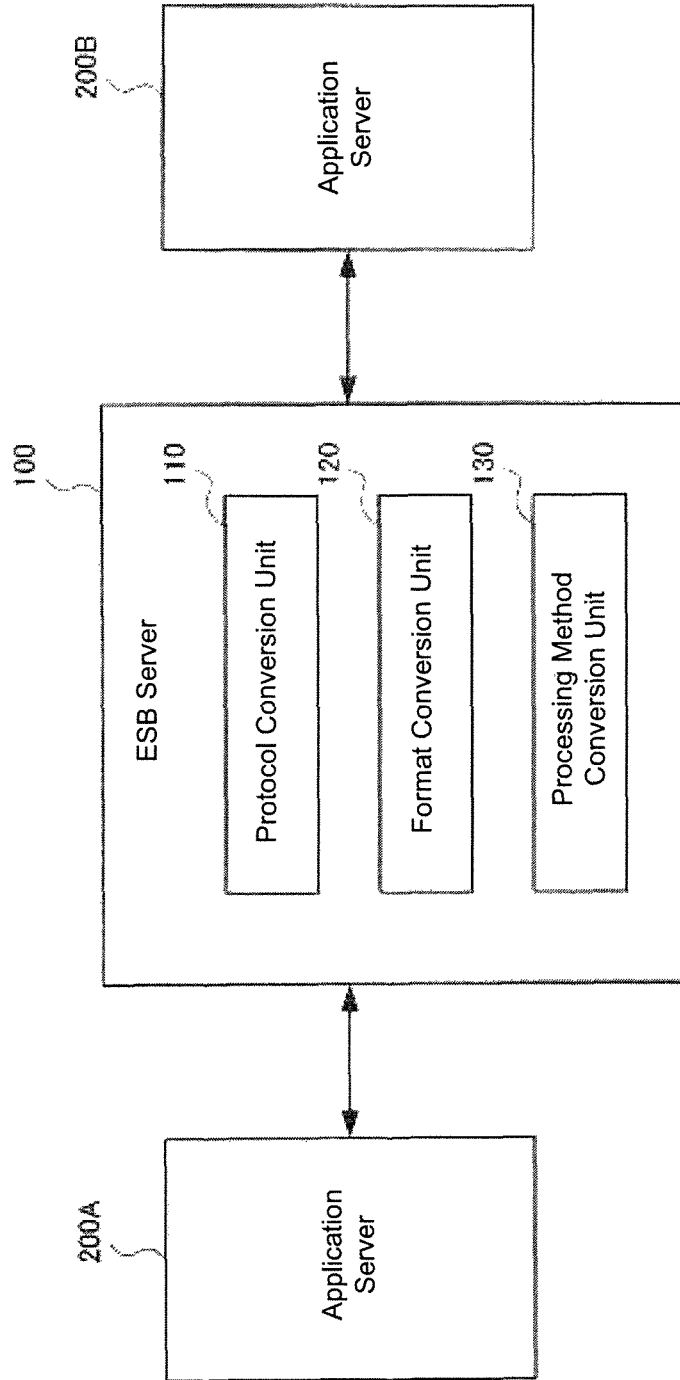 200A
Application
Server
100
ESB Server
110
Protocol Conversion Unit
120
Format Conversion Unit
130
Processing Method
Conversion Unit
200B
Application
Server